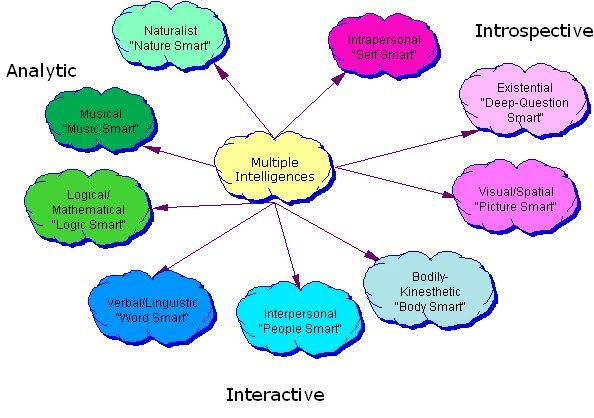 Naturalist
"Nature Smart"
Intrapersonal
"Self Smart"
Introspective
Analytic
Existential
"Deep-Question
Smart"
Musical
"Music Smart"
Multiple
Intelligences
Logical/
Mathematical
"Logic Smart"
Visual/Spatial
"Picture Smart"
Verbal/Linguistic
"Word Smart"
Interpersonal
"People Smart"
Bodily-
Kinesthetic
"Body Smart"
Interactive